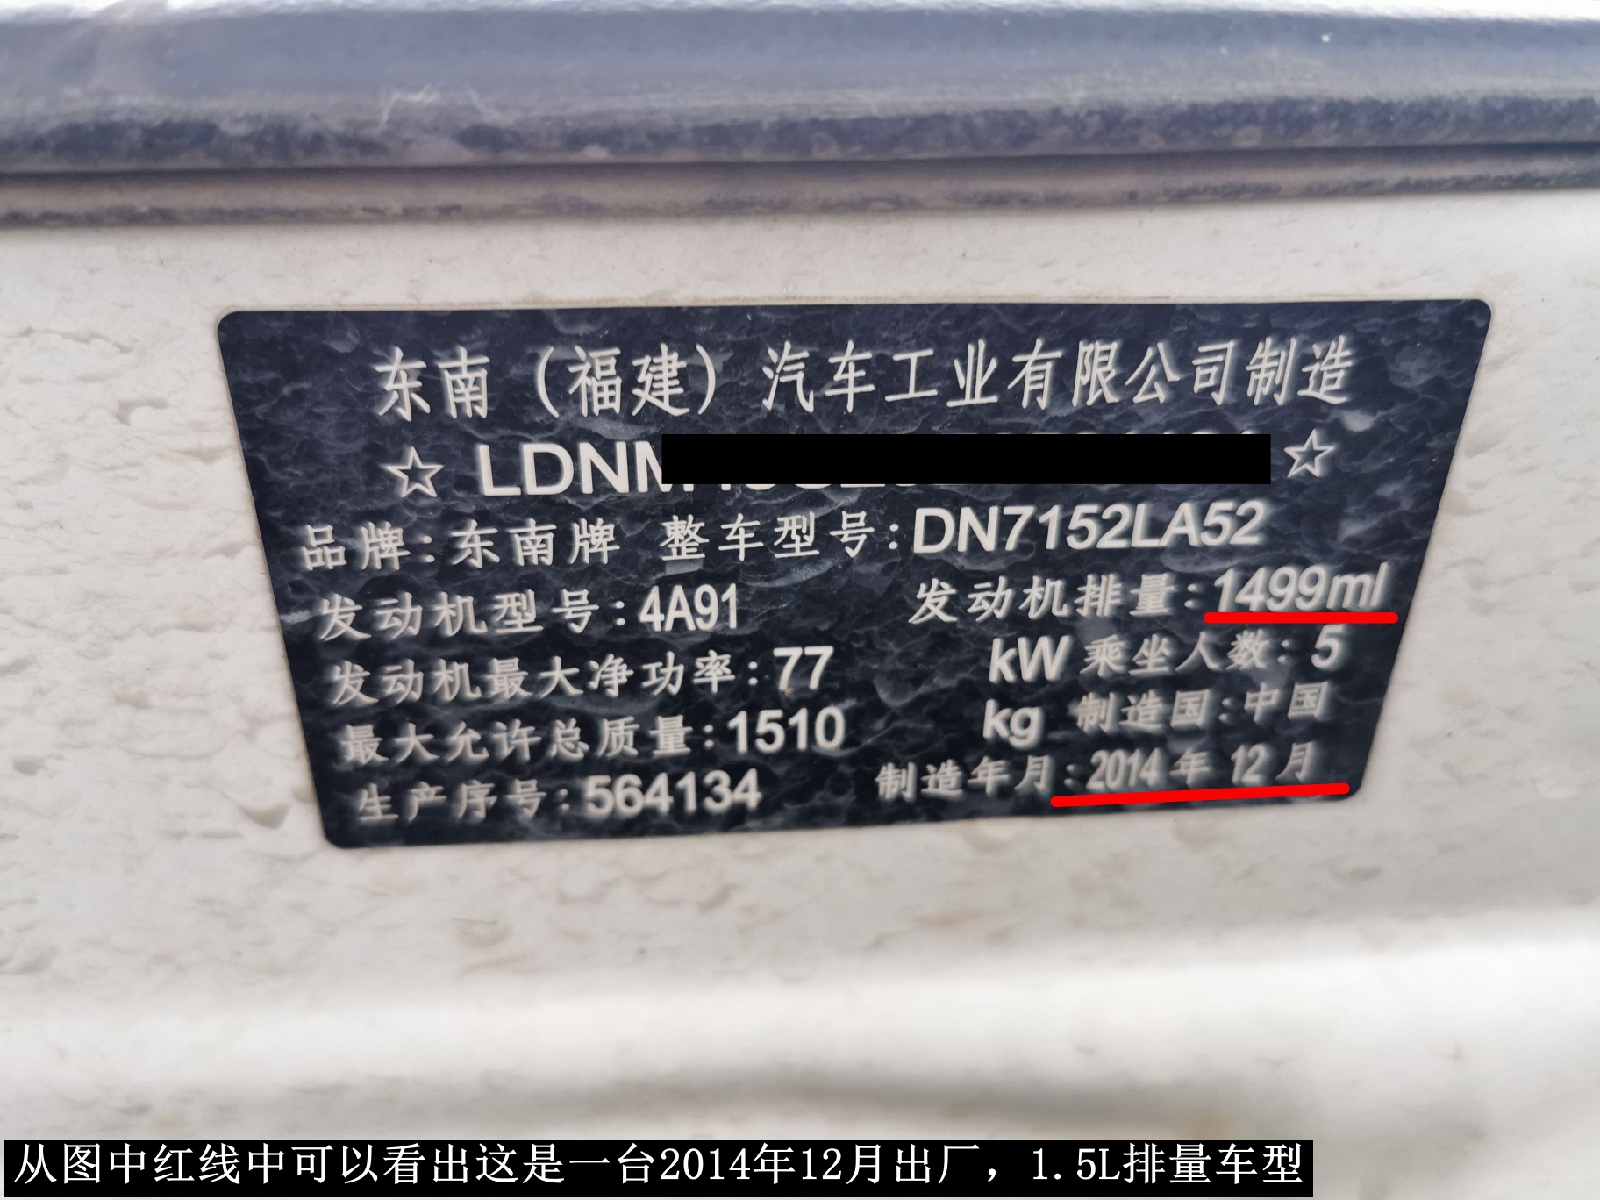 东南（福建）汽车工业有限公司制造
☆ LDNM ☆
品牌：东南牌 整车型号：DN7152LA52
发动机型号：4A91 发动机排量：1499ml
发动机最大净功率：77 kW 乘坐人数：5
最大允许总质量：1510 kg 制造国：中国
生产序号：564134 制造年月：2014年 12月
从图中红线中可以看出这是一台2014年12月出厂，1.5L排量车型